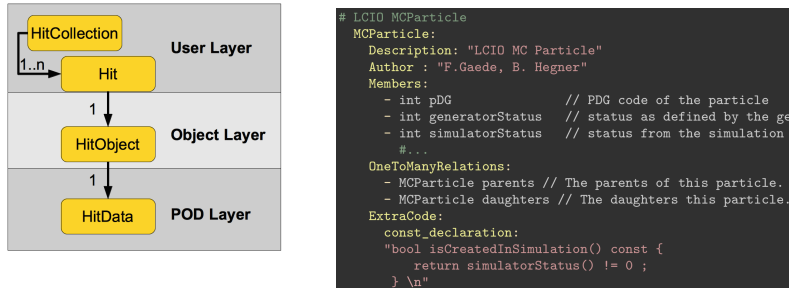 HitCollection
User Layer
1..n
Hit
1
Object Layer
HitObject
1
HitData
POD Layer
# LCIO MCParticle
MCParticle:
Description: "LCIO MC Particle"
Author : "F.Gaede, B. Hegner"
Members:
- int pDG // PDG code of the particle
- int generatorStatus // status as defined by the ge
- int simulatorStatus // status from the simulation
#...
OneToManyRelations:
- MCParticle parents // The parents of this particle.
- MCParticle daughters // The daughters this particle.
ExtraCode:
const_declaration:
"bool isCreatedInSimulation() const {
return simulatorStatus() != 0 ;
} \n"